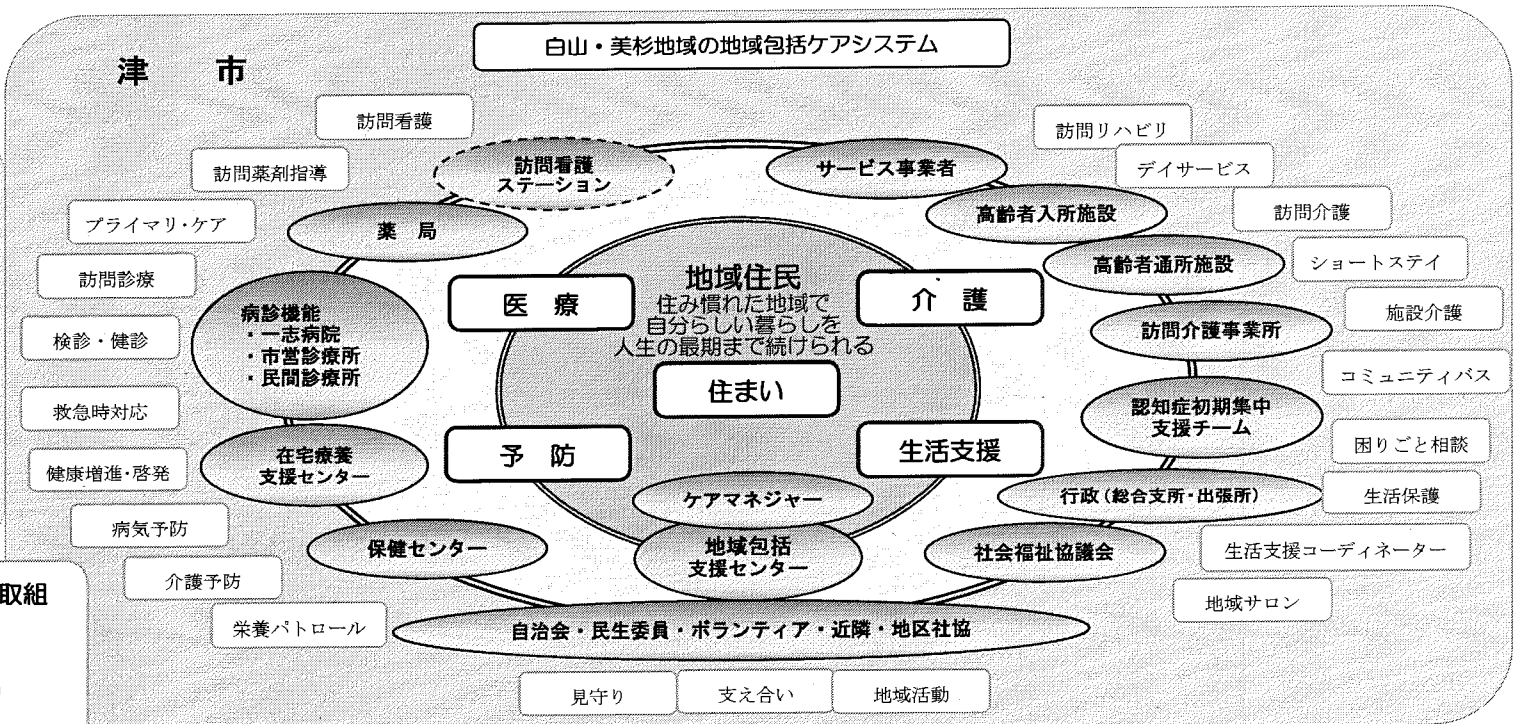 白山・美杉地域の地域包括ケアシステム
津　市
訪問看護
訪問リハビリ
訪問看護
ステーション
サービス事業者
デイサービス
訪問薬剤指導
高齢者入所施設
訪問介護
プライマリ・ケア
薬　局
高齢者通所施設
ショートステイ
訪問診療
地域住民
住み慣れた地域で
自分らしい暮らしを
人生の最期まで続けられる
医　療
介　護
施設介護
病診機能
・一志病院
・市営診療所
・民間診療所
訪問介護事業所
検診・健診
コミュニティバス
住まい
救急時対応
認知症初期集中
支援チーム
困りごと相談
在宅療養
支援センター
予　防
生活支援
健康増進・啓発
ケアマネジャー
行政（総合支所・出張所）
生活保護
病気予防
保健センター
地域包括
支援センター
社会福祉協議会
生活支援コーディネーター
介護予防
取組
地域サロン
栄養パトロール
自治会・民生委員・ボランティア・近隣・地区社協
見守り
支え合い
地域活動